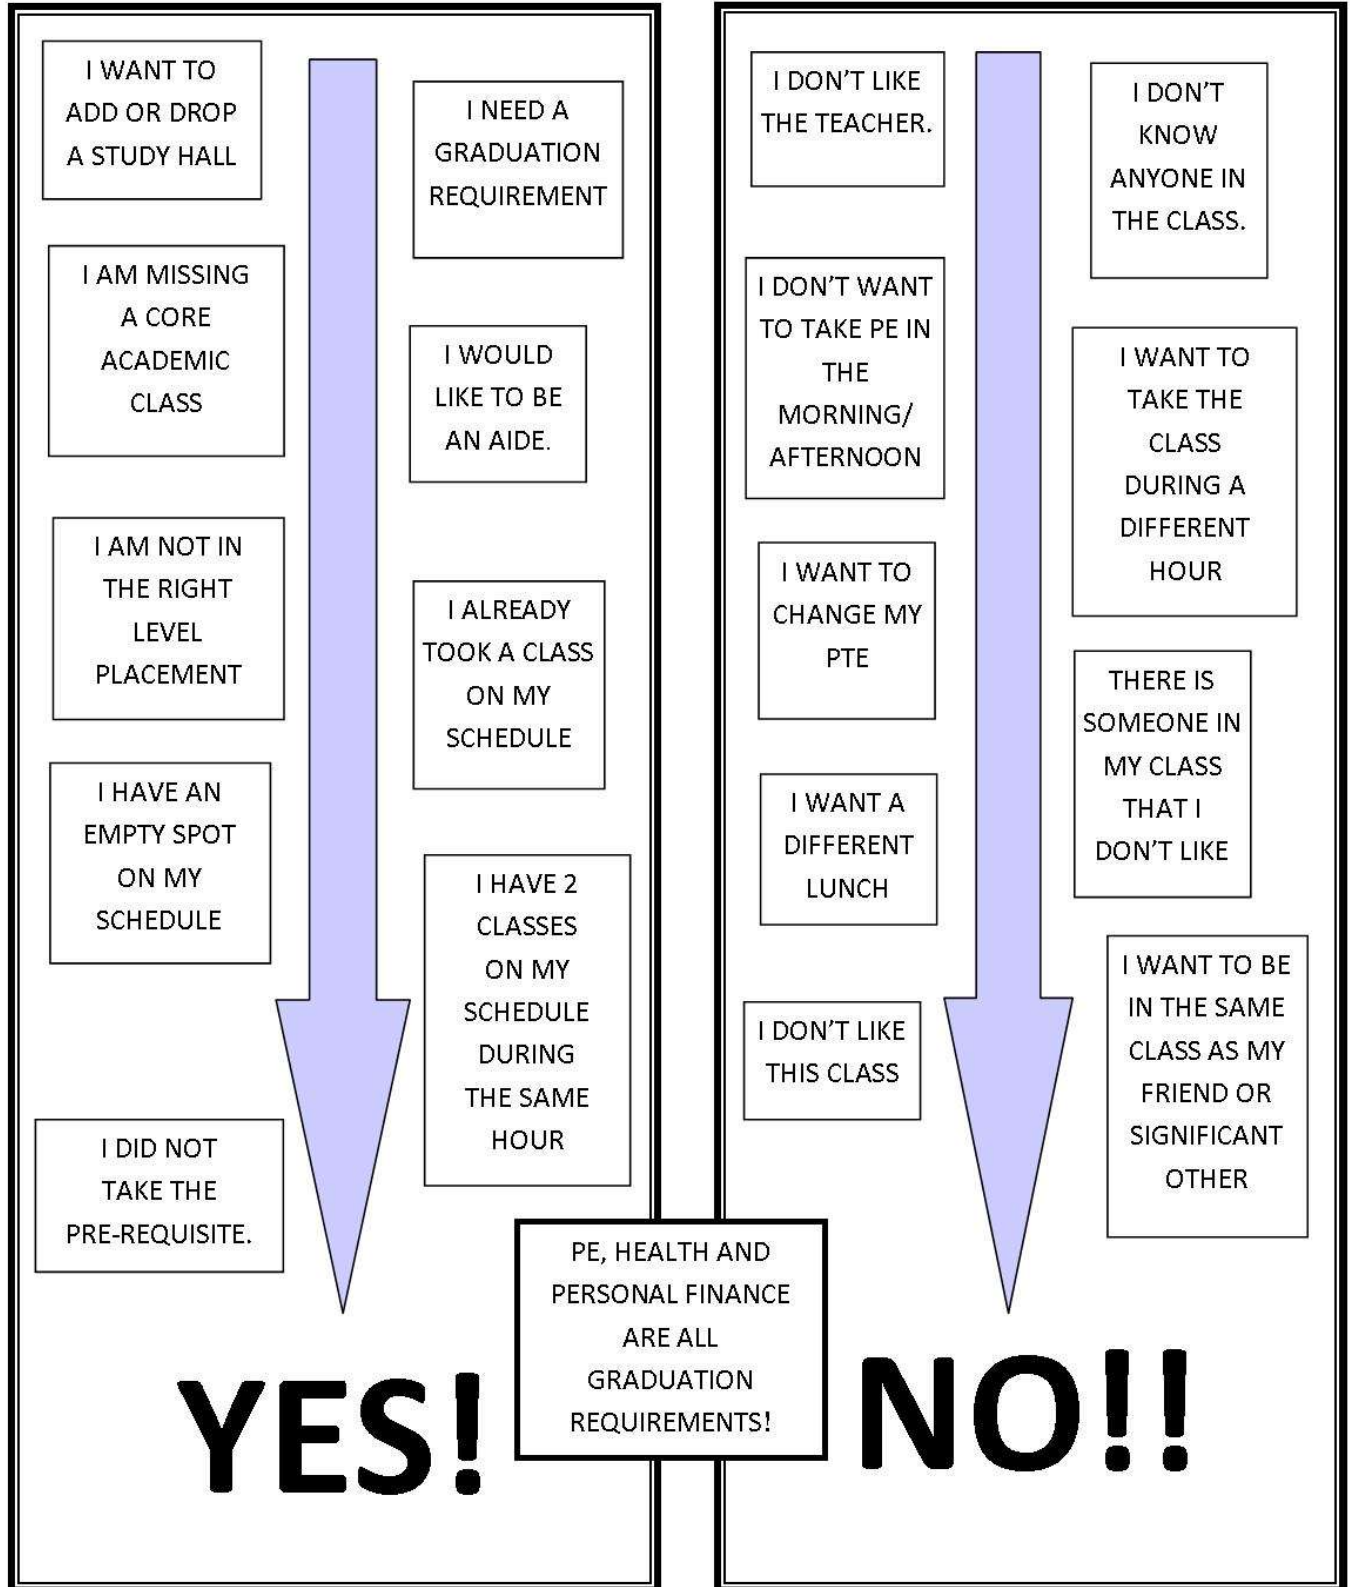 I WANT TO
ADD OR DROP
A STUDY HALL
I NEED A
GRADUATION
REQUIREMENT
I AM MISSING
A CORE
ACADEMIC
CLASS
I WOULD
LIKE TO BE
AN AIDE.
I AM NOT IN
THE RIGHT
LEVEL
PLACEMENT
I ALREADY
TOOK A CLASS
ON MY
SCHEDULE
I HAVE AN
EMPTY SPOT
ON MY
SCHEDULE
I HAVE 2
CLASSES
ON MY
SCHEDULE
DURING
THE SAME
HOUR
I DID NOT
TAKE THE
PRE-REQUISITE.
YES!
PE, HEALTH AND
PERSONAL FINANCE
ARE ALL
GRADUATION
REQUIREMENTS!
I DON’T LIKE
THE TEACHER.
I DON’T
KNOW
ANYONE IN
THE CLASS.
I DON’T WANT
TO TAKE PE IN
THE
MORNING/
AFTERNOON
I WANT TO
TAKE THE
CLASS
DURING A
DIFFERENT
HOUR
I WANT TO
CHANGE MY
PTE
THERE IS
SOMEONE IN
MY CLASS
THAT I
DON’T LIKE
I WANT A
DIFFERENT
LUNCH
I WANT TO BE
IN THE SAME
CLASS AS MY
FRIEND OR
SIGNIFICANT
OTHER
I DON’T LIKE
THIS CLASS
NO!!